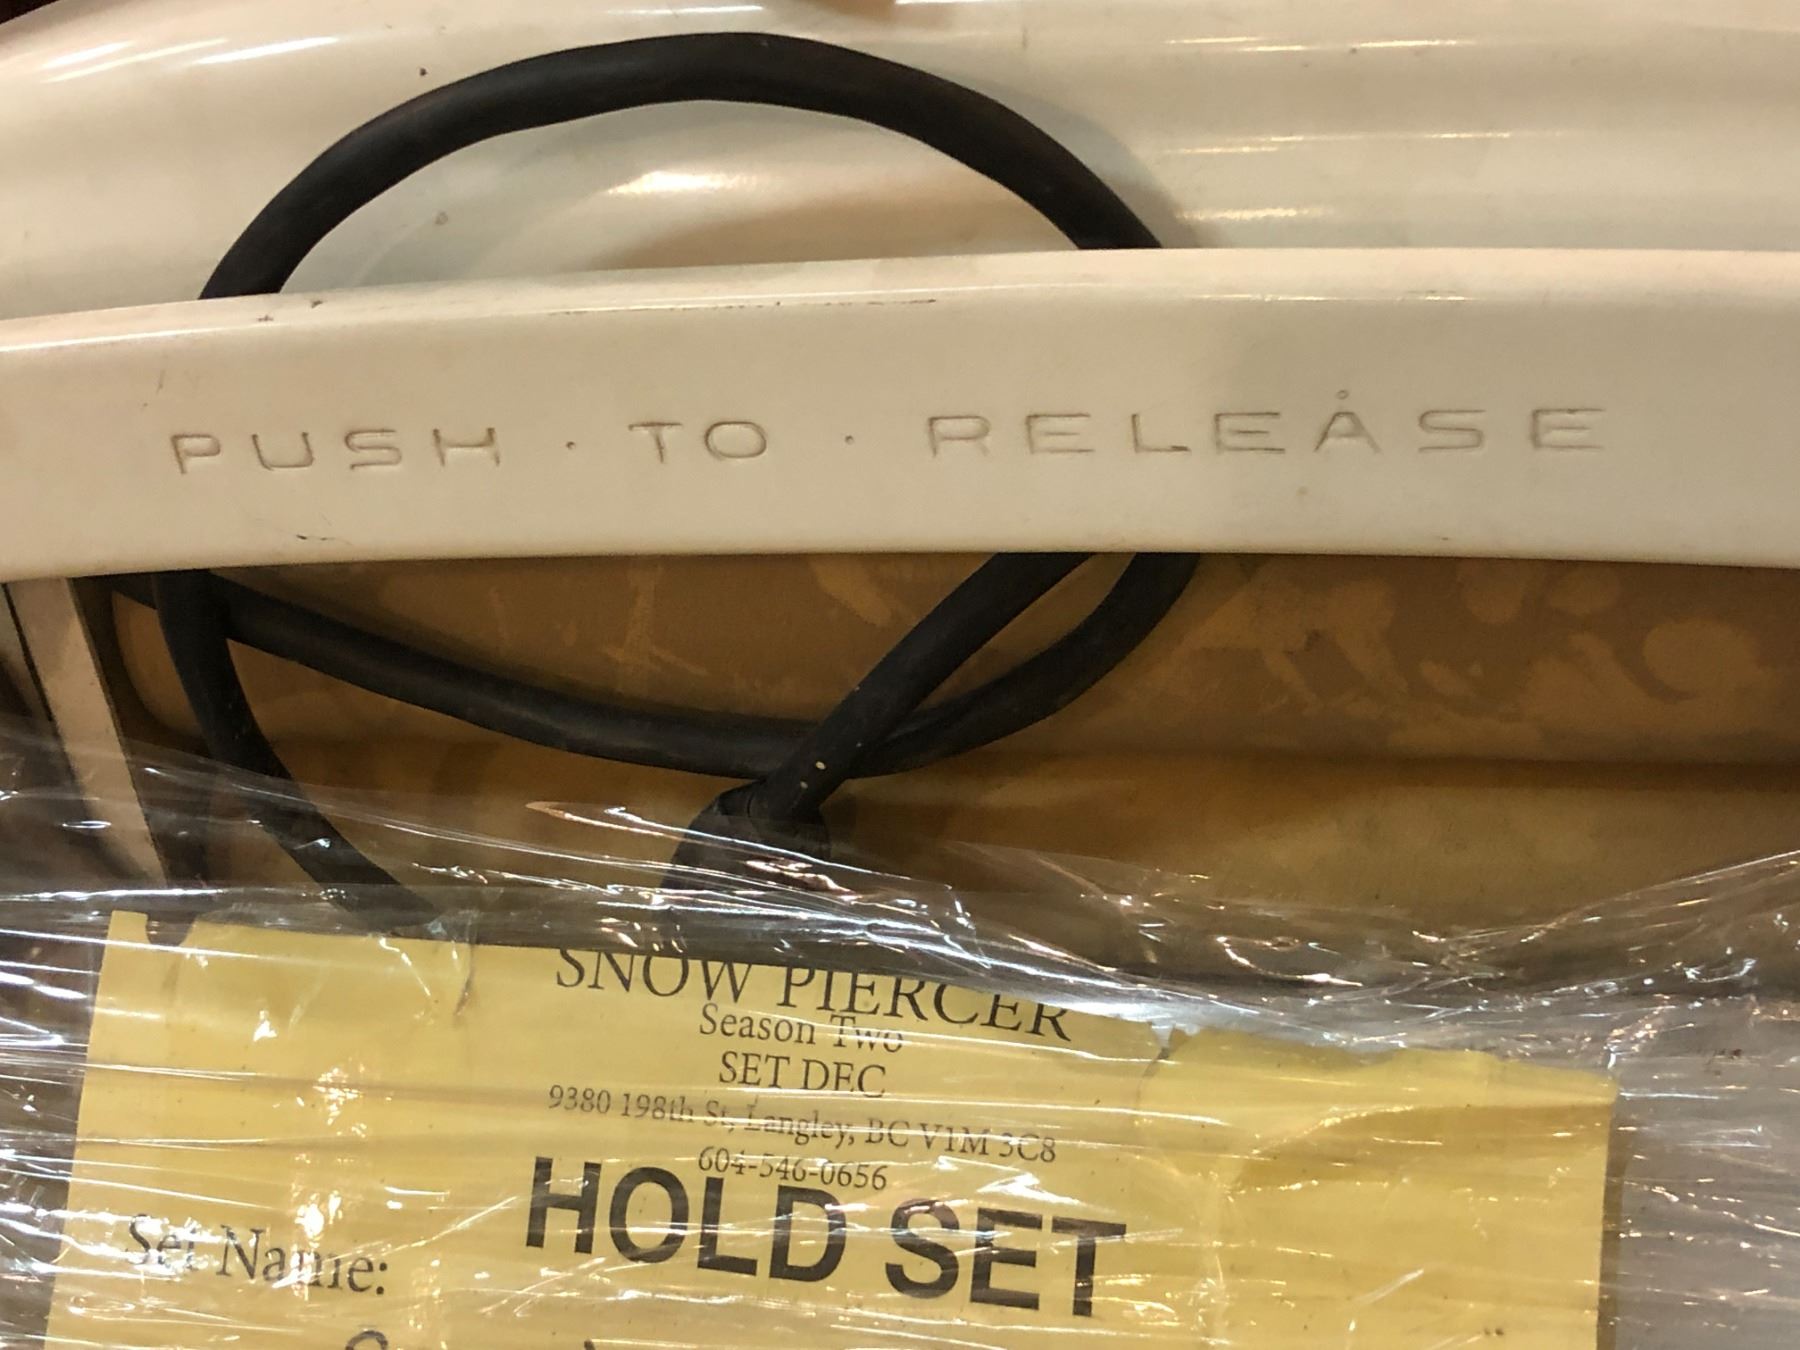 PUSH · TO · RELEASE
SNOW PIERCER
Season Two
SET DEC
9380 198th St, Langley, BC V1M 3C8
604-546-0656
HOLD SET
Set Name: